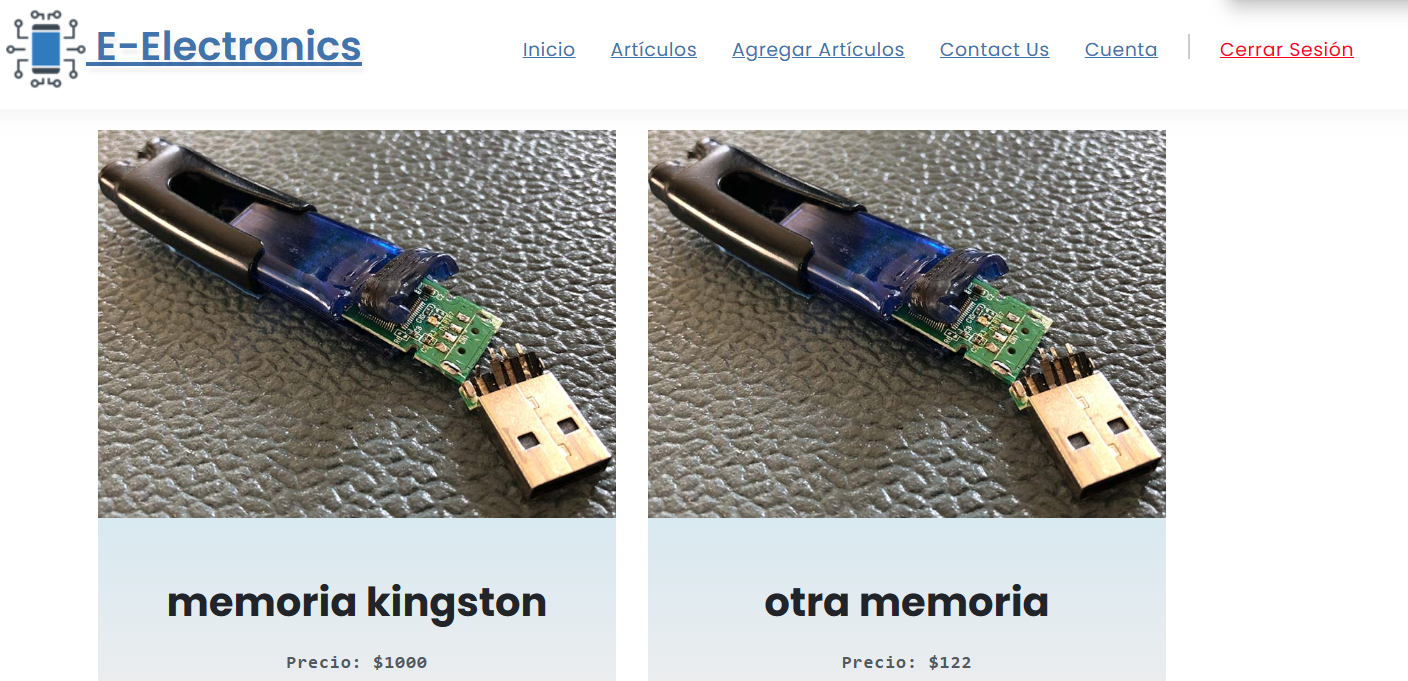 E-Electronics
Inicio Artículos Agregar Artículos Contact Us Cuenta Cerrar Sesión
memoria kingston
Precio: $1000
otra memoria
Precio: $122